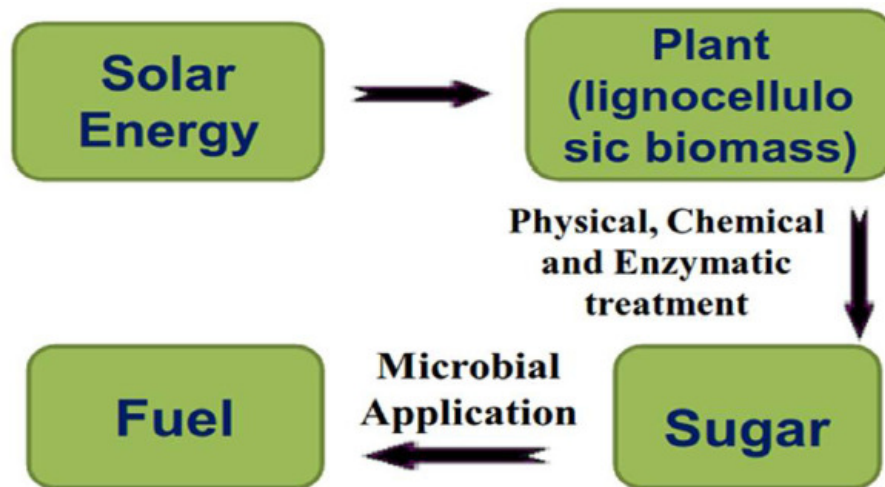 Solar
Energy
Plant
(lignocellulo
sic biomass)
Physical, Chemical
and Enzymatic
treatment
Sugar
Microbial
Application
Fuel